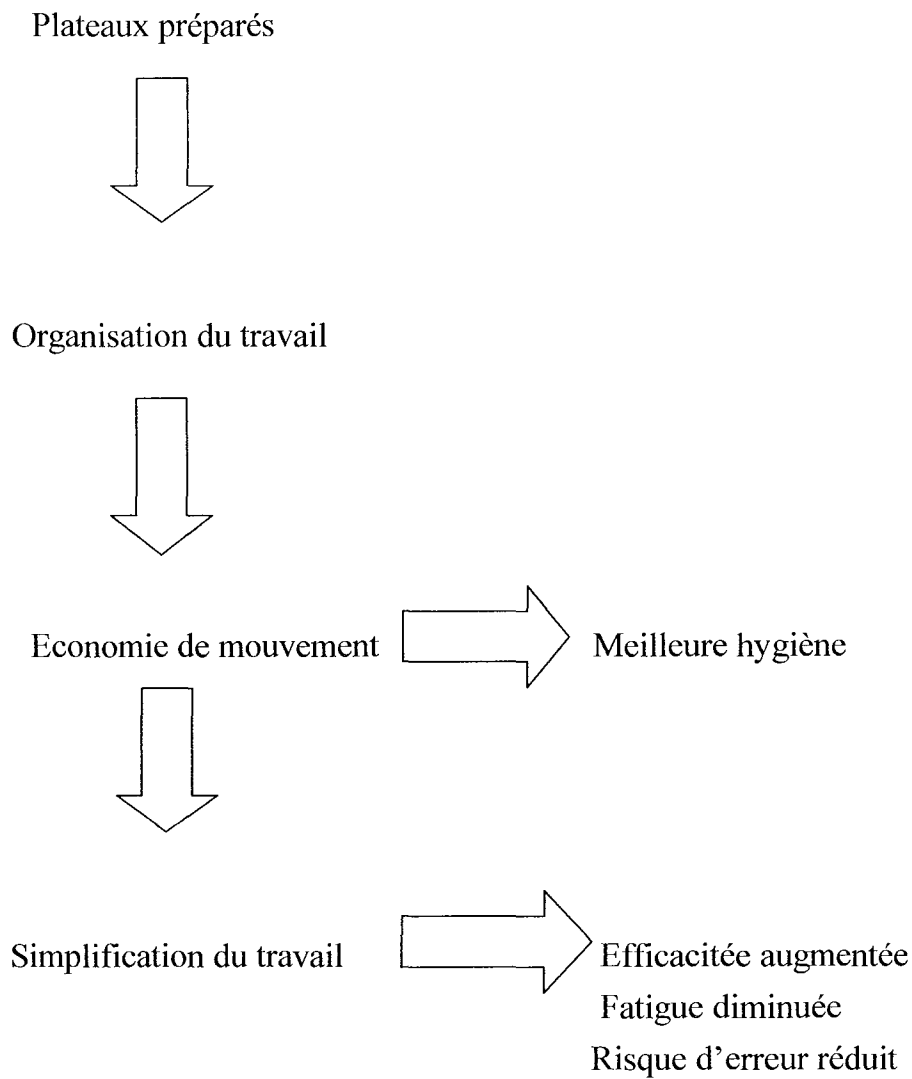 Plateaux préparés
Organisation du travail
Economie de mouvement
Meilleure hygiène
Simplification du travail
Efficacitée augmentée
Fatigue diminuée
Risque d'erreur réduit